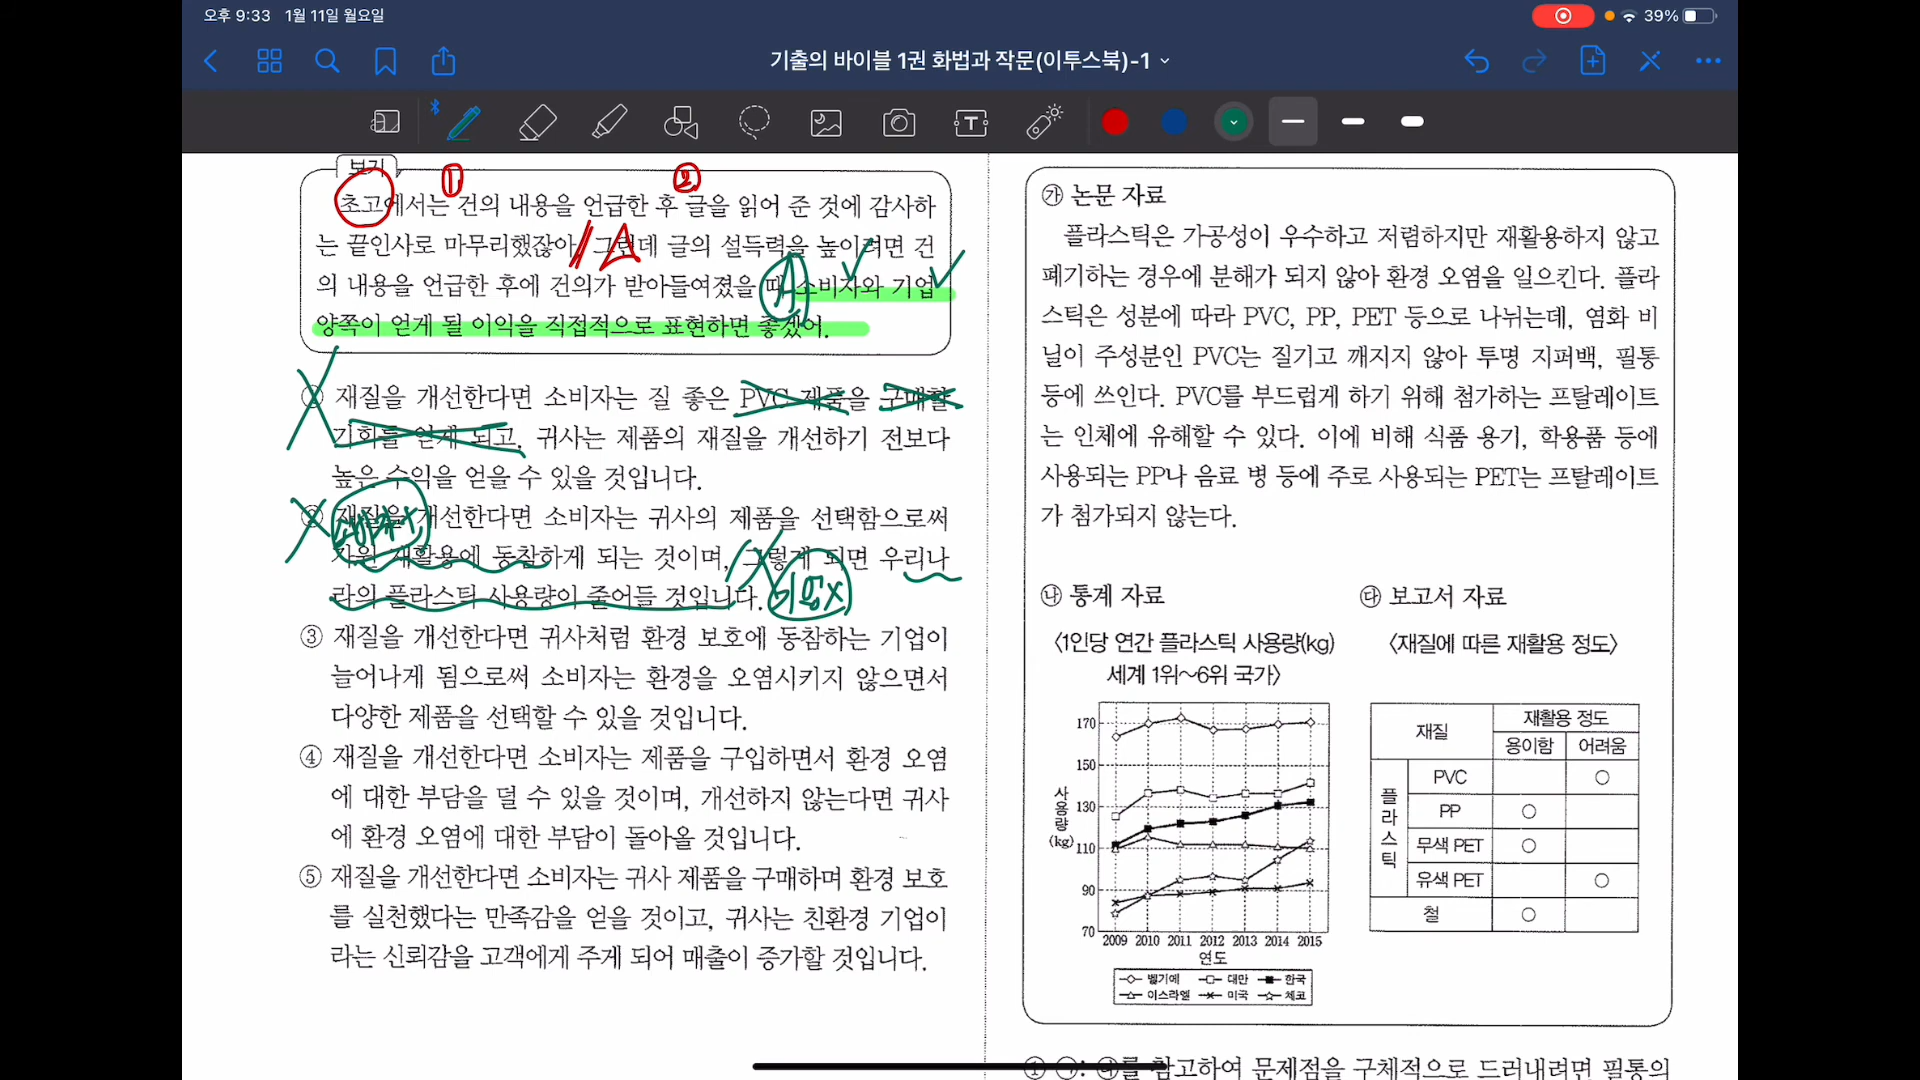 오후 9:33 1월 11일 월요일
39%
기출의 바이블 1권 화법과 작문(이투스북)-1
보기
① ②
초고에서는 건의 내용을 언급한 후 글을 읽어 준 것에 감사하
는 끝인사로 마무리했잖아. 그런데 글의 설득력을 높이려면 건
의 내용을 언급한 후에 건의가 받아들여졌을 때 소비자와 기업
양쪽이 얻게 될 이익을 직접적으로 표현하면 좋겠어.
① 재질을 개선한다면 소비자는 질 좋은 PVC 제품을 구매할
기회를 얻게 되고, 귀사는 제품의 재질을 개선하기 전보다
높은 수익을 얻을 수 있을 것입니다.
② 재질을 개선한다면 소비자는 귀사의 제품을 선택함으로써
자원 재활용에 동참하게 되는 것이며, 그렇게 되면 우리나
라의 플라스틱 사용량이 줄어들 것입니다.
소비자X
기업X
③ 재질을 개선한다면 귀사처럼 환경 보호에 동참하는 기업이
늘어나게 됨으로써 소비자는 환경을 오염시키지 않으면서
다양한 제품을 선택할 수 있을 것입니다.
④ 재질을 개선한다면 소비자는 제품을 구입하면서 환경 오염
에 대한 부담을 덜 수 있을 것이며, 개선하지 않는다면 귀사
에 환경 오염에 대한 부담이 돌아올 것입니다.
⑤ 재질을 개선한다면 소비자는 귀사 제품을 구매하며 환경 보호
를 실천했다는 만족감을 얻을 것이고, 귀사는 친환경 기업이
라는 신뢰감을 고객에게 주게 되어 매출이 증가할 것입니다.
㉮ 논문 자료
플라스틱은 가공성이 우수하고 저렴하지만 재활용하지 않고
폐기하는 경우에 분해가 되지 않아 환경 오염을 일으킨다. 플라
스틱은 성분에 따라 PVC, PP, PET 등으로 나뉘는데, 염화 비
닐이 주성분인 PVC는 질기고 깨지지 않아 투명 지퍼백, 필통
등에 쓰인다. PVC를 부드럽게 하기 위해 첨가하는 프탈레이트
는 인체에 유해할 수 있다. 이에 비해 식품 용기, 학용품 등에
사용되는 PP나 음료 병 등에 주로 사용되는 PET는 프탈레이트
가 첨가되지 않는다.
㉯ 통계 자료
〈1인당 연간 플라스틱 사용량(kg)
세계 1위~6위 국가〉
사용량
(kg)
170
150
130
110
90
70
2009 2010 2011 2012 2013 2014 2015
연도
벨기에 대만 한국
이스라엘 미국 체코
㉰ 보고서 자료
〈재질에 따른 재활용 정도〉
재질 재활용 정도
용이함 어려움
플라스틱
PVC ○
PP ○
무색 PET ○
유색 PET ○
철 ○
① ㉠: ㉯를 참고하여 문제점을 구체적으로 드러내려면 필통의